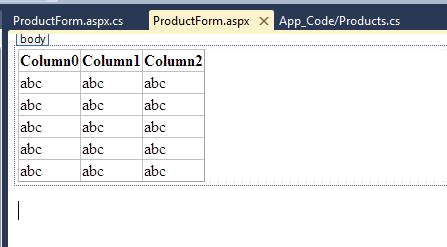 ProductForm.aspx.cs ProductForm.aspx × App_Code/Products.cs
body
Column0 Column1 Column2
abc abc abc
abc abc abc
abc abc abc
abc abc abc
abc abc abc